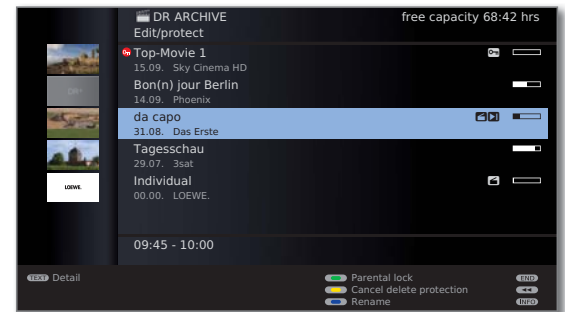 DR ARCHIVE free capacity 68:42 hrs
Edit/protect
Top-Movie 1
15.09. Sky Cinema HD
Bon(n) jour Berlin
14.09. Phoenix
da capo
31.08. Das Erste
Tagesschau
29.07. 3sat
Individual
00.00. LOEWE.
LOEWE.
09:45 - 10:00
TEXT Detail
Parental lock END
Cancel delete protection
Rename INFO